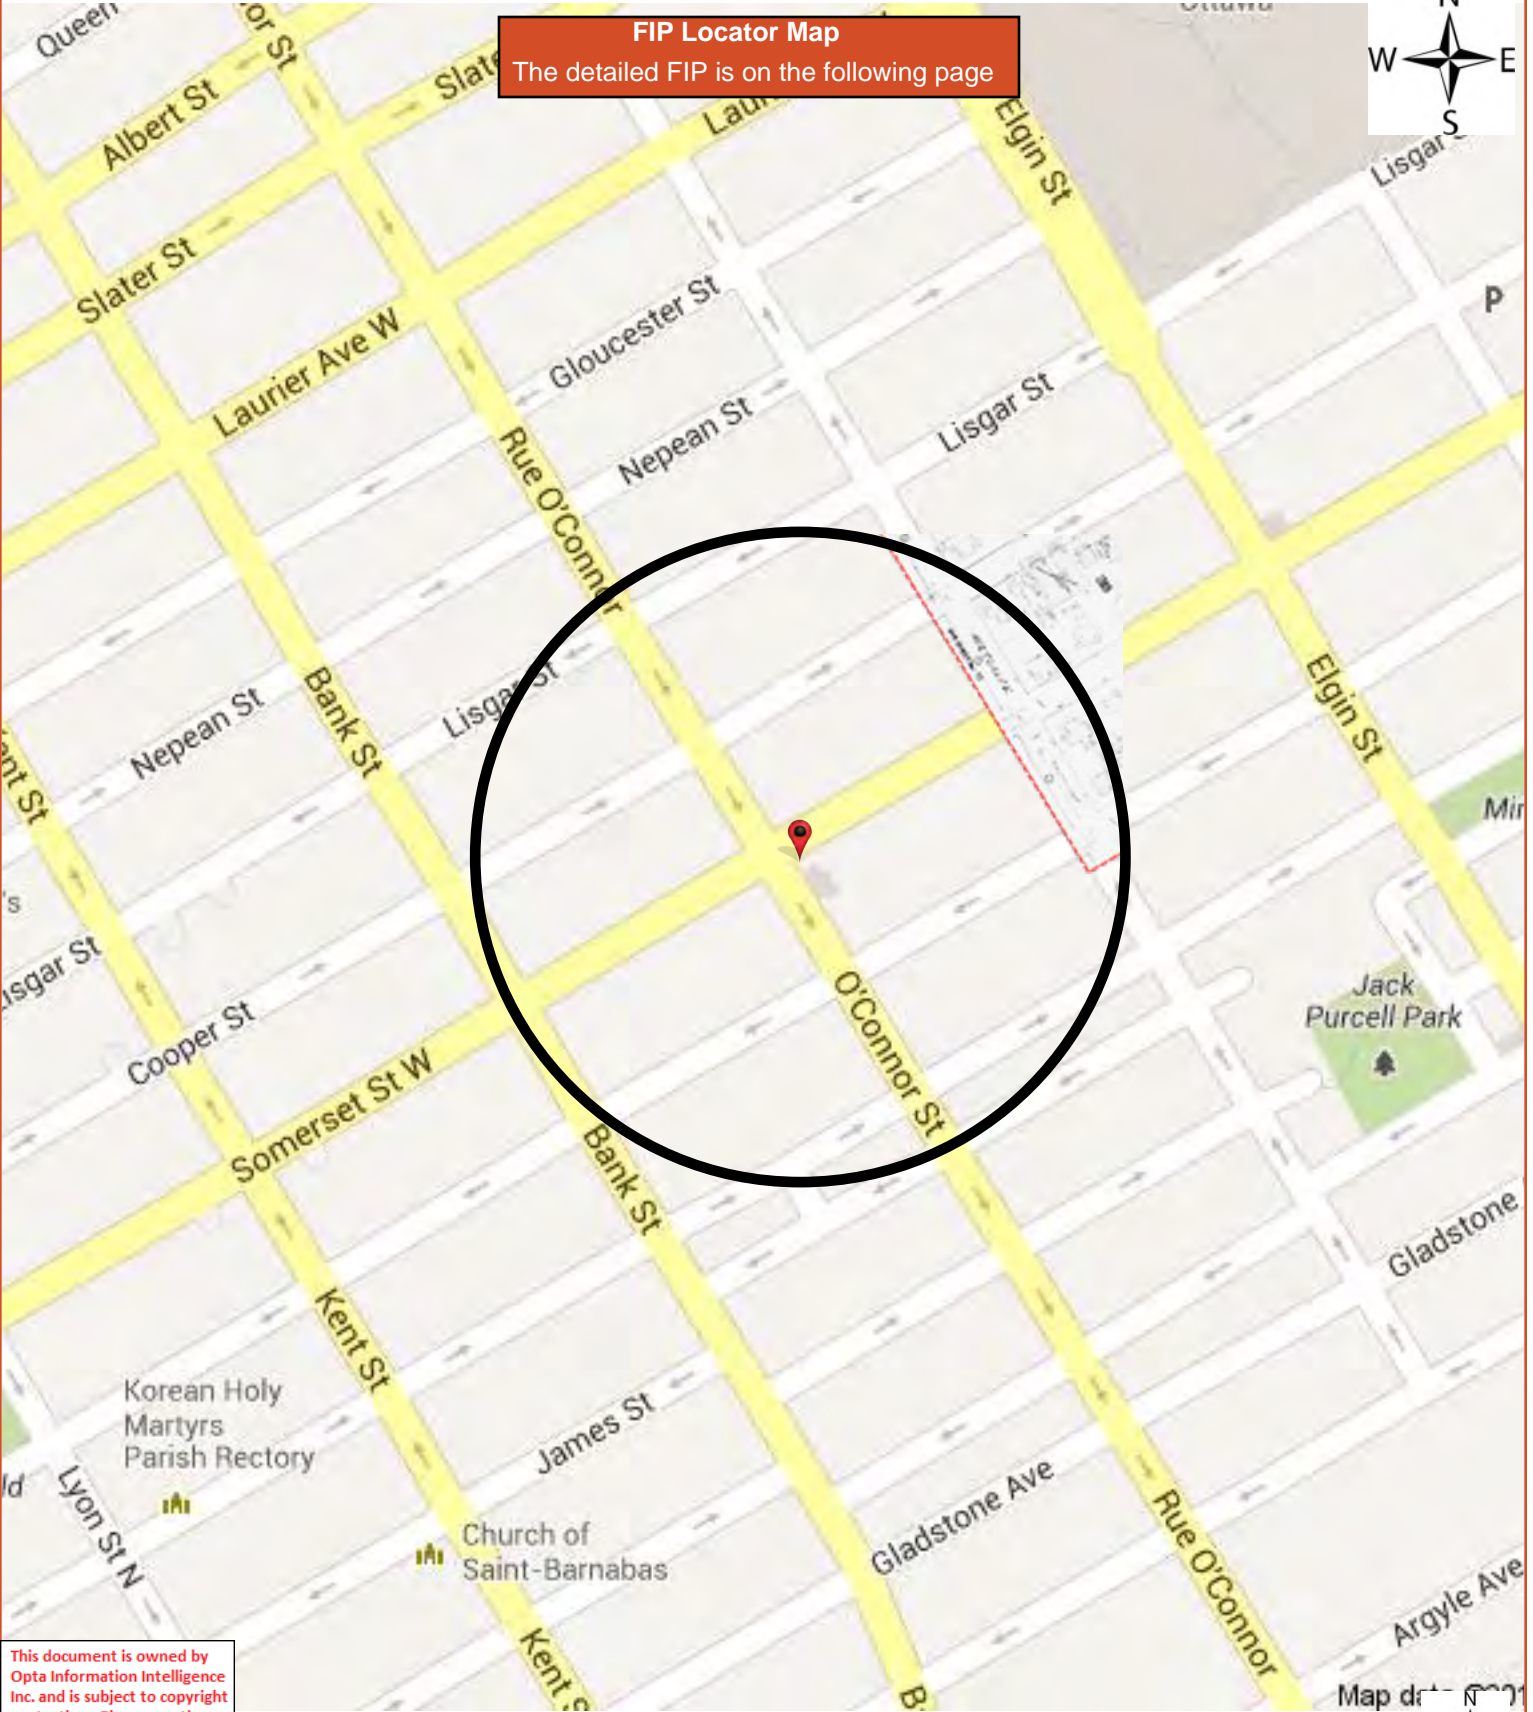 Queen
FIP Locator Map
The detailed FIP is on the following page
N
W
E
S
Albert St
Laurier Ave W
Slater St
Elgin St
Lisgar
P
Gloucester St
Nepean St
Lisgar St
Rue O'Connor
Bank St
Nepean St
Lisgar St
Elgin St
Cooper St
Somerset St W
O'Connor St
Jack
Purcell Park
Bank St
Gladstone
Kent St
Korean Holy
Martyrs
Parish Rectory
James St
Lyon St N
Church of
Saint-Barnabas
Gladstone Ave
Rue O'Connor
Argyle Ave
Kent S
This document is owned by
Opta Information Intelligence
Inc. and is subject to copyright
Map da
N